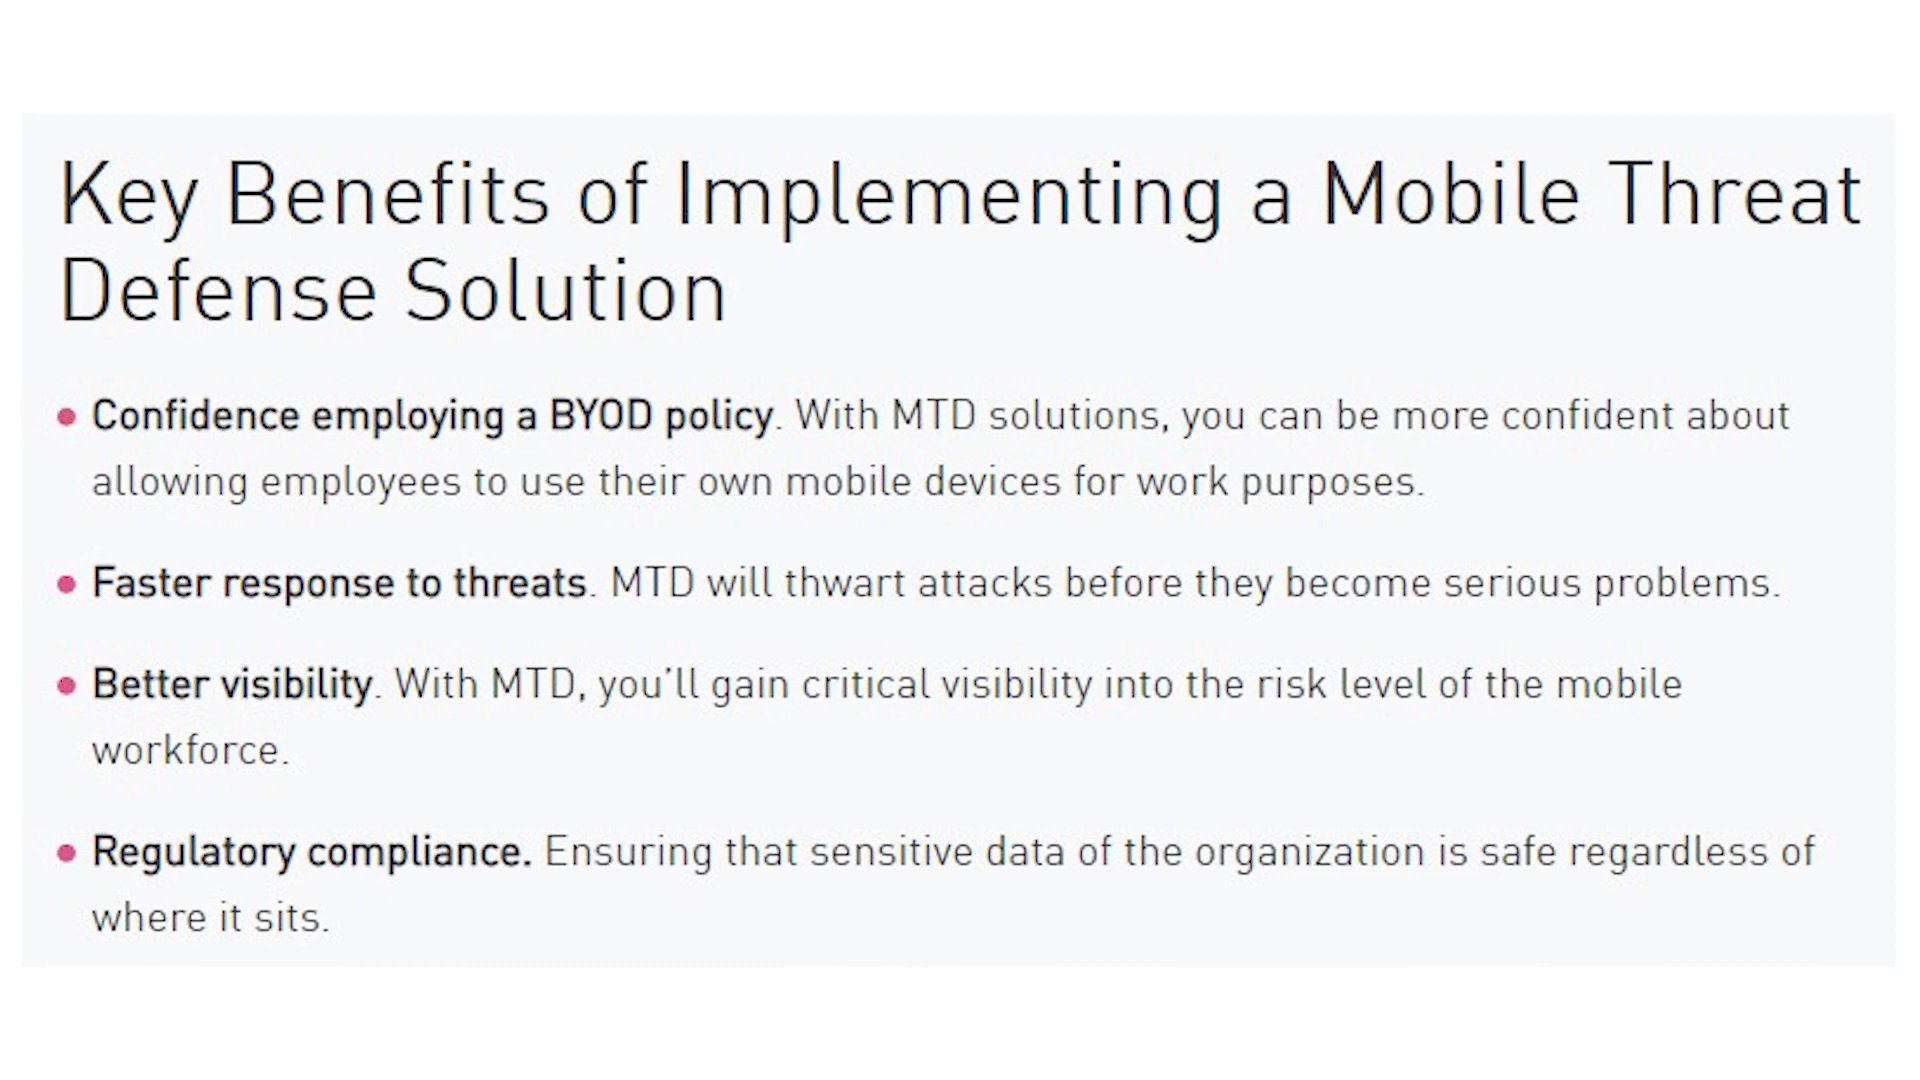 Key Benefits of Implementing a Mobile Threat
Defense Solution
• Confidence employing a BYOD policy. With MTD solutions, you can be more confident about
allowing employees to use their own mobile devices for work purposes.
• Faster response to threats. MTD will thwart attacks before they become serious problems.
• Better visibility. With MTD, you’ll gain critical visibility into the risk level of the mobile
workforce.
• Regulatory compliance. Ensuring that sensitive data of the organization is safe regardless of
where it sits.